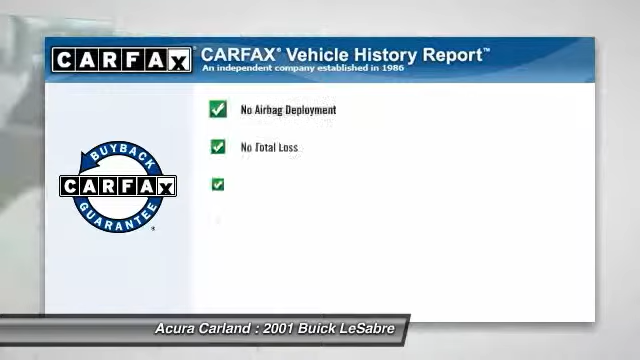 CARFAX® CARFAX® Vehicle History Report™
An independent company established in 1986
No Airbag Deployment
No Total Loss
BUYBACK
CARFAX
GUARANTEE®
Acura Carland : 2001 Buick LeSabre